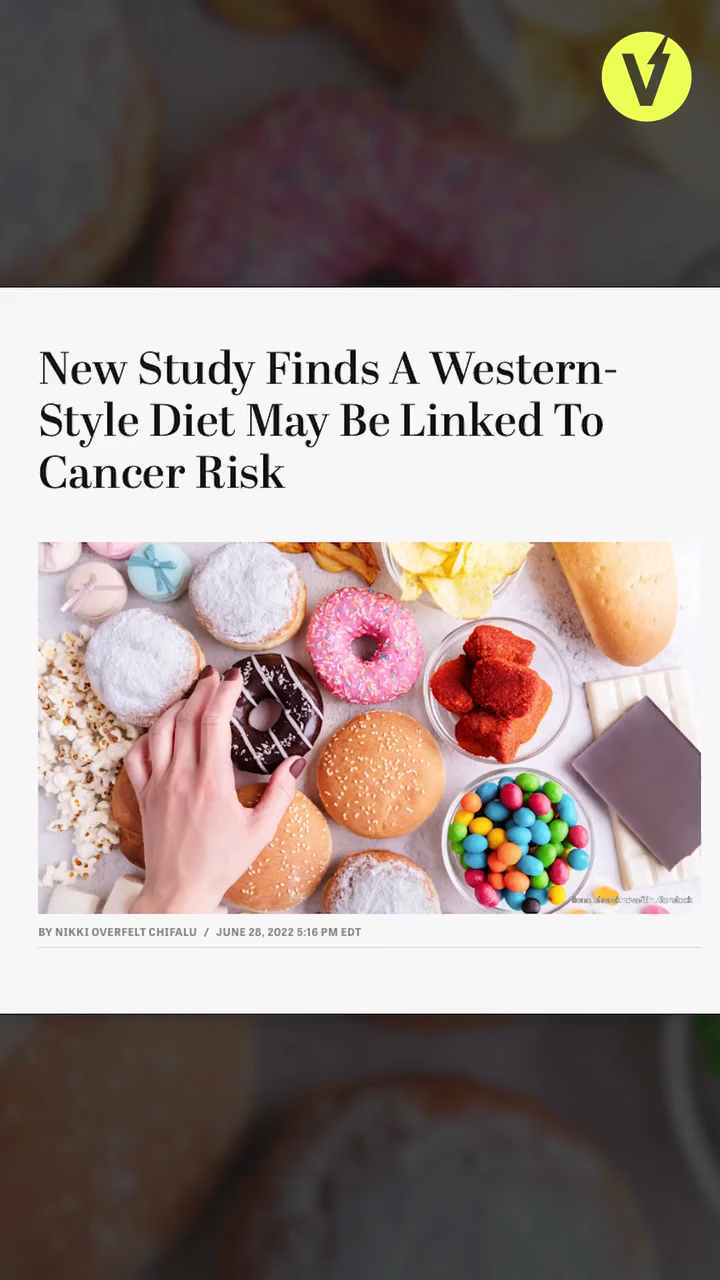 V
New Study Finds A Western-
Style Diet May Be Linked To
Cancer Risk
BY NIKKI OVERFELT CHIFALU / JUNE 28, 2022 5:16 PM EDT